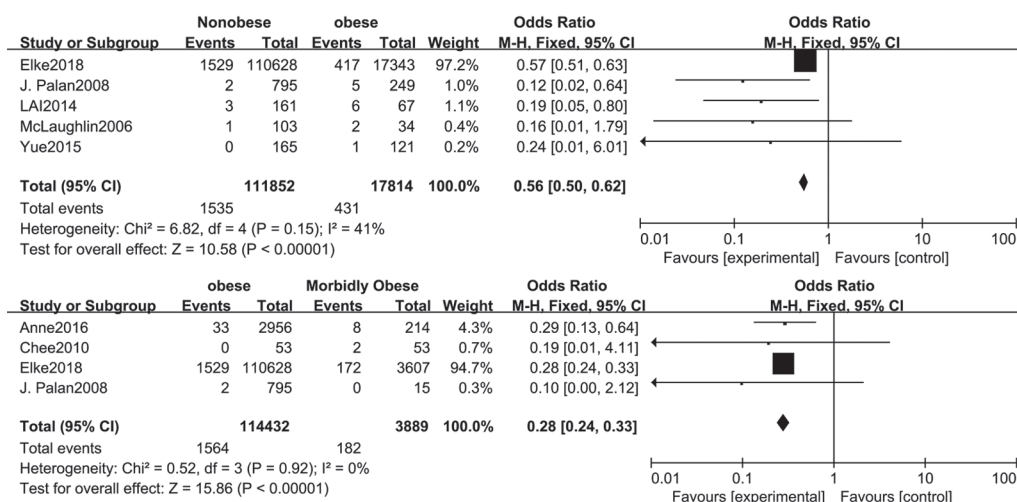 Nonobese obese Odds Ratio Odds Ratio
Study or Subgroup Events Total Events Total Weight M-H, Fixed, 95% CI M-H, Fixed, 95% CI
Elke2018 1529 110628 417 17343 97.2% 0.57 [0.51, 0.63]
J. Palan2008 2 795 5 249 1.0% 0.12 [0.02, 0.64]
LAI2014 3 161 6 67 1.1% 0.19 [0.05, 0.80]
McLaughlin2006 1 103 2 34 0.4% 0.16 [0.01, 1.79]
Yue2015 0 165 1 121 0.2% 0.24 [0.01, 6.01]
Total (95% CI) 111852 17814 100.0% 0.56 [0.50, 0.62]
Total events 1535 431
Heterogeneity: Chi² = 6.82, df = 4 (P = 0.15); I² = 41%
Test for overall effect: Z = 10.58 (P < 0.00001)
0.01 0.1 1 10 100
Favours [experimental] Favours [control]
obese Morbidly Obese Odds Ratio Odds Ratio
Study or Subgroup Events Total Events Total Weight M-H, Fixed, 95% CI M-H, Fixed, 95% CI
Anne2016 33 2956 8 214 4.3% 0.29 [0.13, 0.64]
Chee2010 0 53 2 53 0.7% 0.19 [0.01, 4.11]
Elke2018 1529 110628 172 3607 94.7% 0.28 [0.24, 0.33]
J. Palan2008 2 795 0 15 0.3% 0.10 [0.00, 2.12]
Total (95% CI) 114432 3889 100.0% 0.28 [0.24, 0.33]
Total events 1564 182
Heterogeneity: Chi² = 0.52, df = 3 (P = 0.92); I² = 0%
Test for overall effect: Z = 15.86 (P < 0.00001)
0.01 0.1 1 10 100
Favours [experimental] Favours [control]